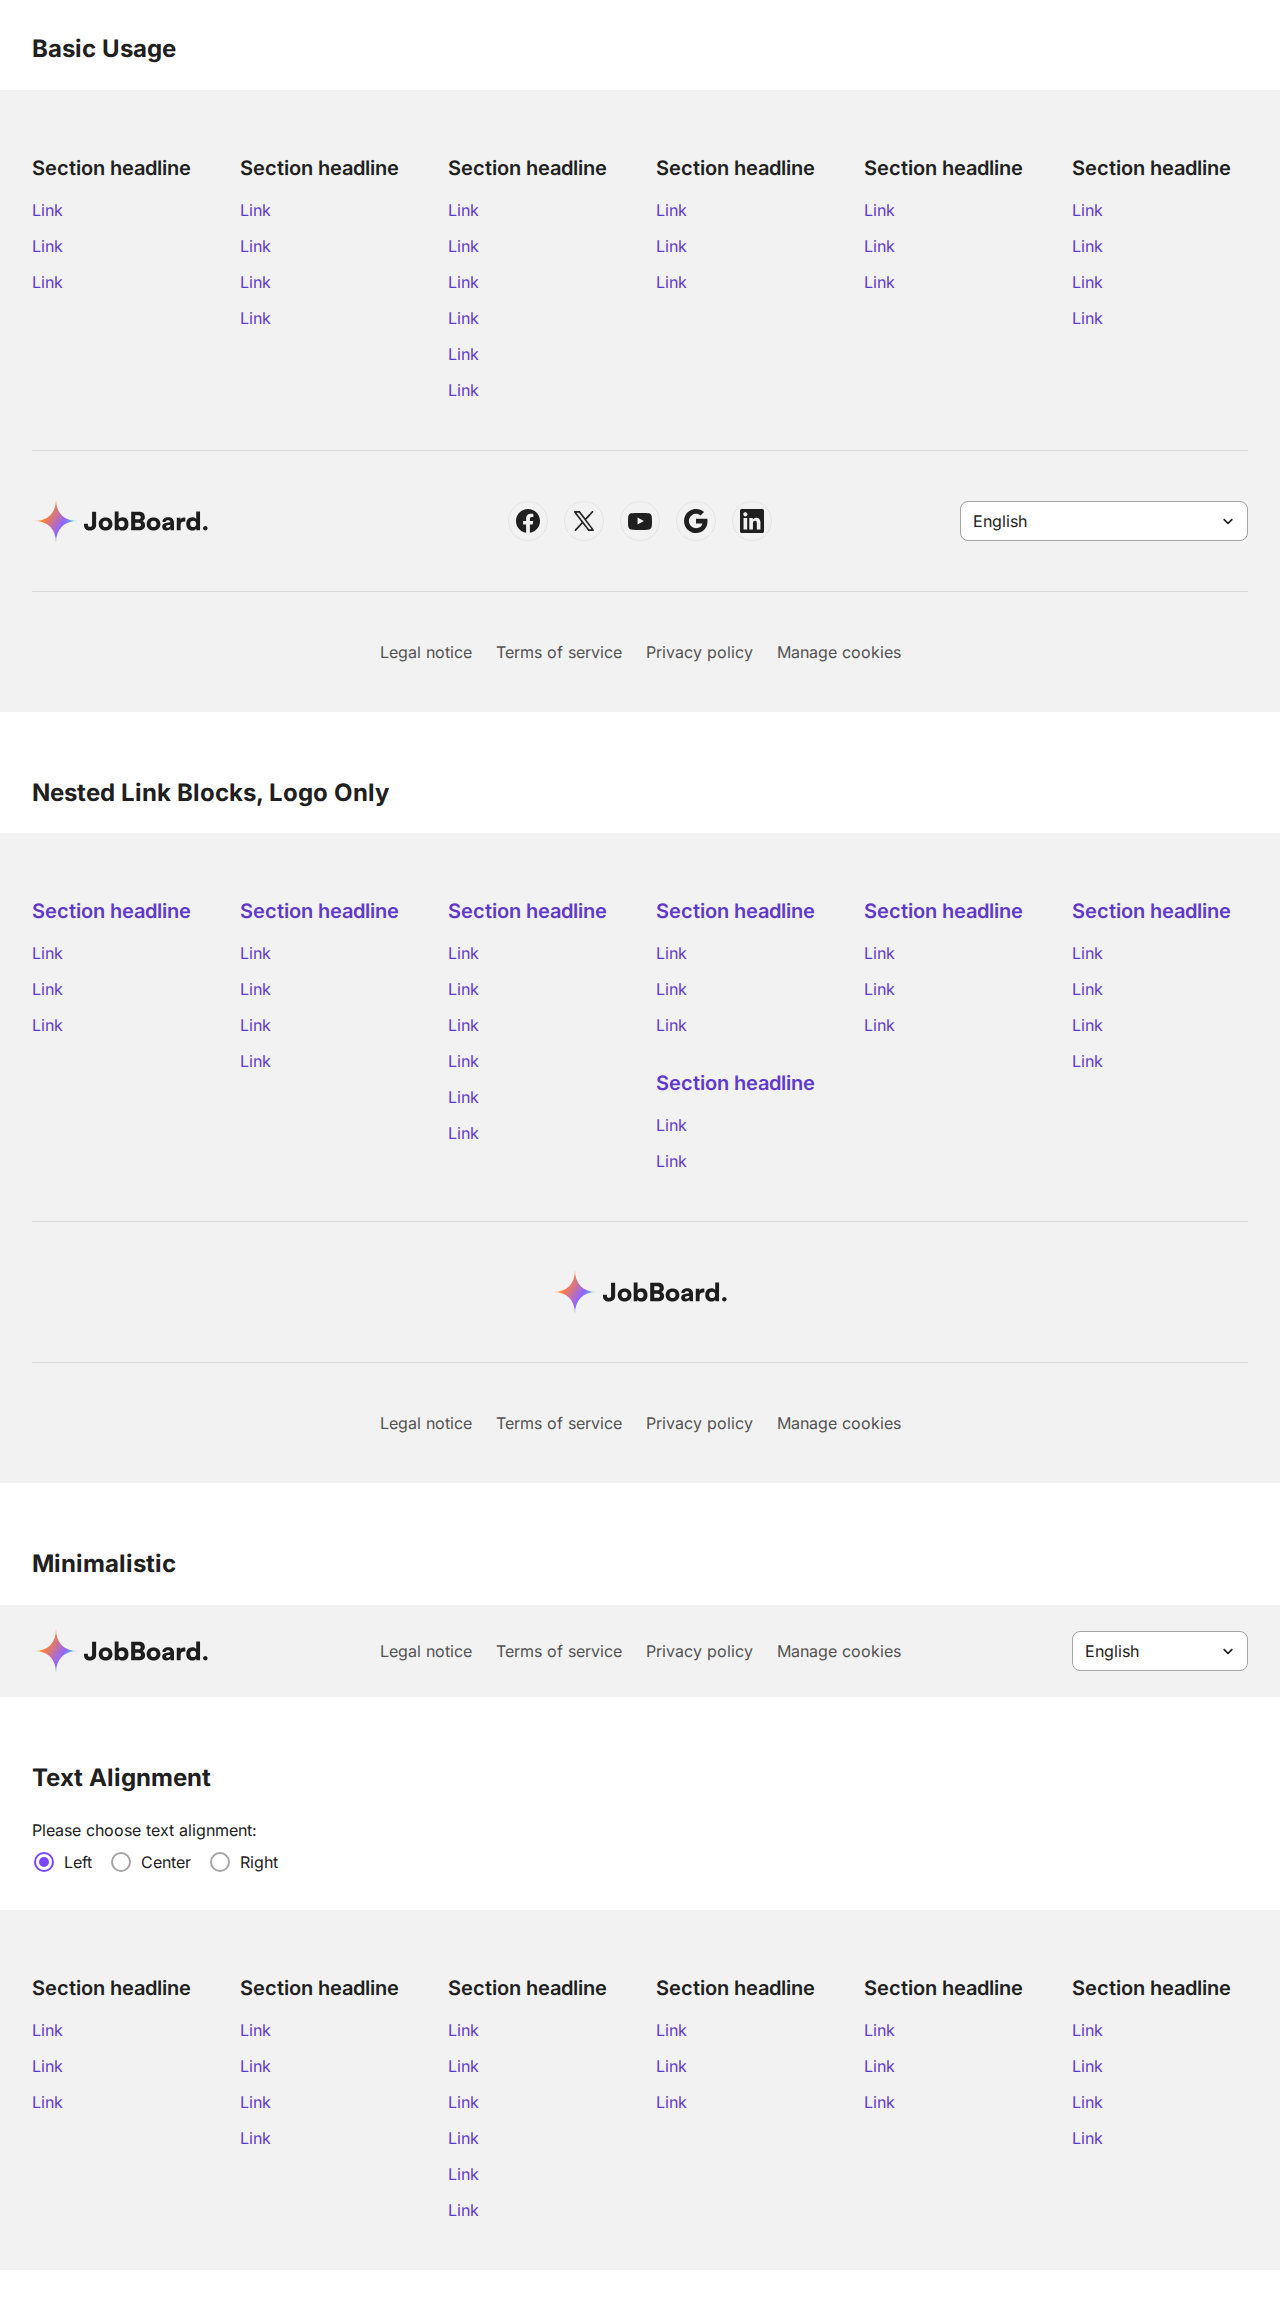 Basic Usage
Section headline Section headline Section headline Section headline Section headline Section headline
Link Link Link Link Link Link
Link Link Link Link Link Link
Link Link Link Link Link Link
Link Link Link
Link
Link
JobBoard. English
Legal notice Terms of service Privacy policy Manage cookies
Nested Link Blocks, Logo Only
Section headline Section headline Section headline Section headline Section headline Section headline
Link Link Link Link Link Link
Link Link Link Link Link Link
Link Link Link Link Link Link
Link Link Link
Section headline
Link
Link
Link
Link
JobBoard.
Legal notice Terms of service Privacy policy Manage cookies
Minimalistic
JobBoard. Legal notice Terms of service Privacy policy Manage cookies English
Text Alignment
Please choose text alignment:
Left Center Right
Section headline Section headline Section headline Section headline Section headline Section headline
Link Link Link Link Link Link
Link Link Link Link Link Link
Link Link Link Link Link Link
Link Link Link
Link
Link